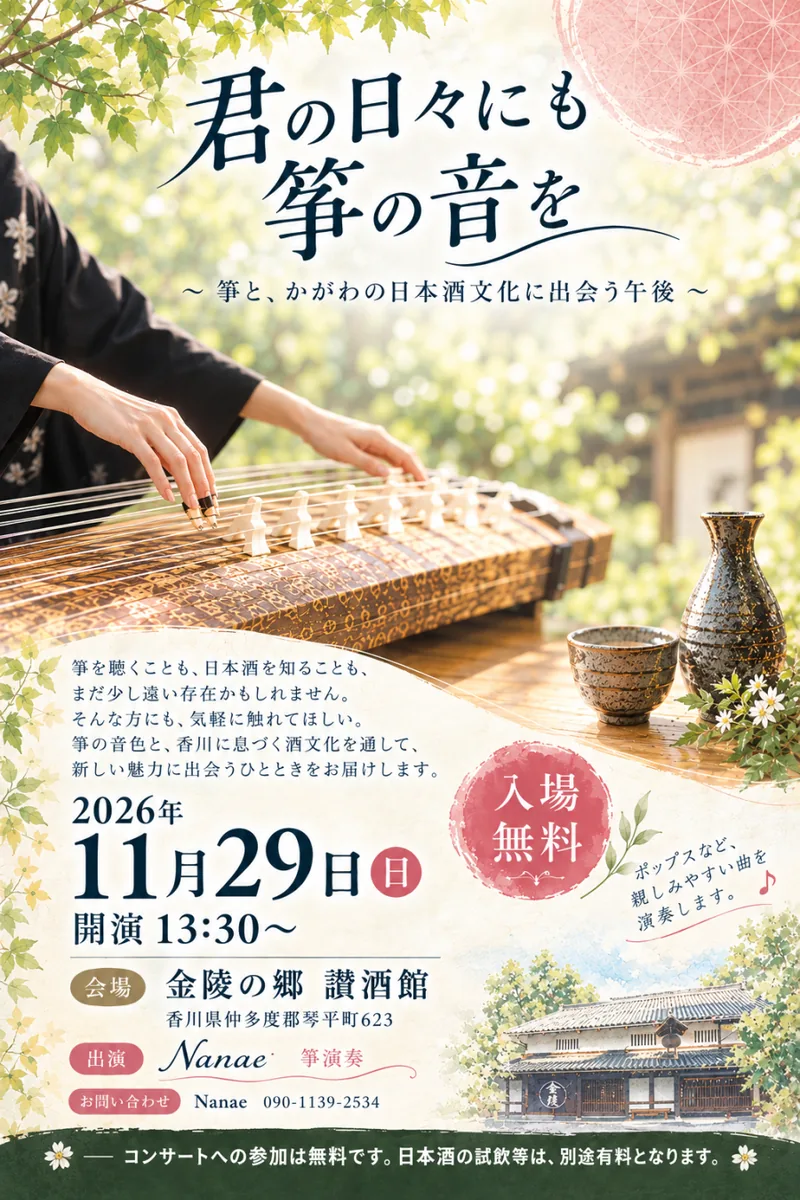 君の日々にも
箏の音を
～ 箏と、かがわの日本酒文化に出会う午後 ～
箏を聴くことも、日本酒を知ることも、
まだ少し遠い存在かもしれません。
そんな方にも、気軽に触れてほしい。
箏の音色と、香川に息づく酒文化を通して、
新しい魅力に出会うひとときをお届けします。
2026年
11月29日 日
開演 13:30～
入場
無料
ポップスなど、
親しみやすい曲を
演奏します。♪
会場 金陵の郷 讃酒館
香川県仲多度郡琴平町623
出演 Nanae 箏演奏
お問い合わせ Nanae 090-1139-2534
金陵
コンサートへの参加は無料です。日本酒の試飲等は、別途有料となります。